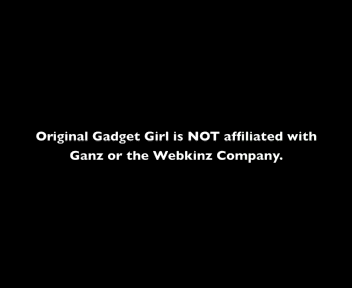 Original Gadget Girl is NOT affiliated with
Ganz or the Webkinz Company.